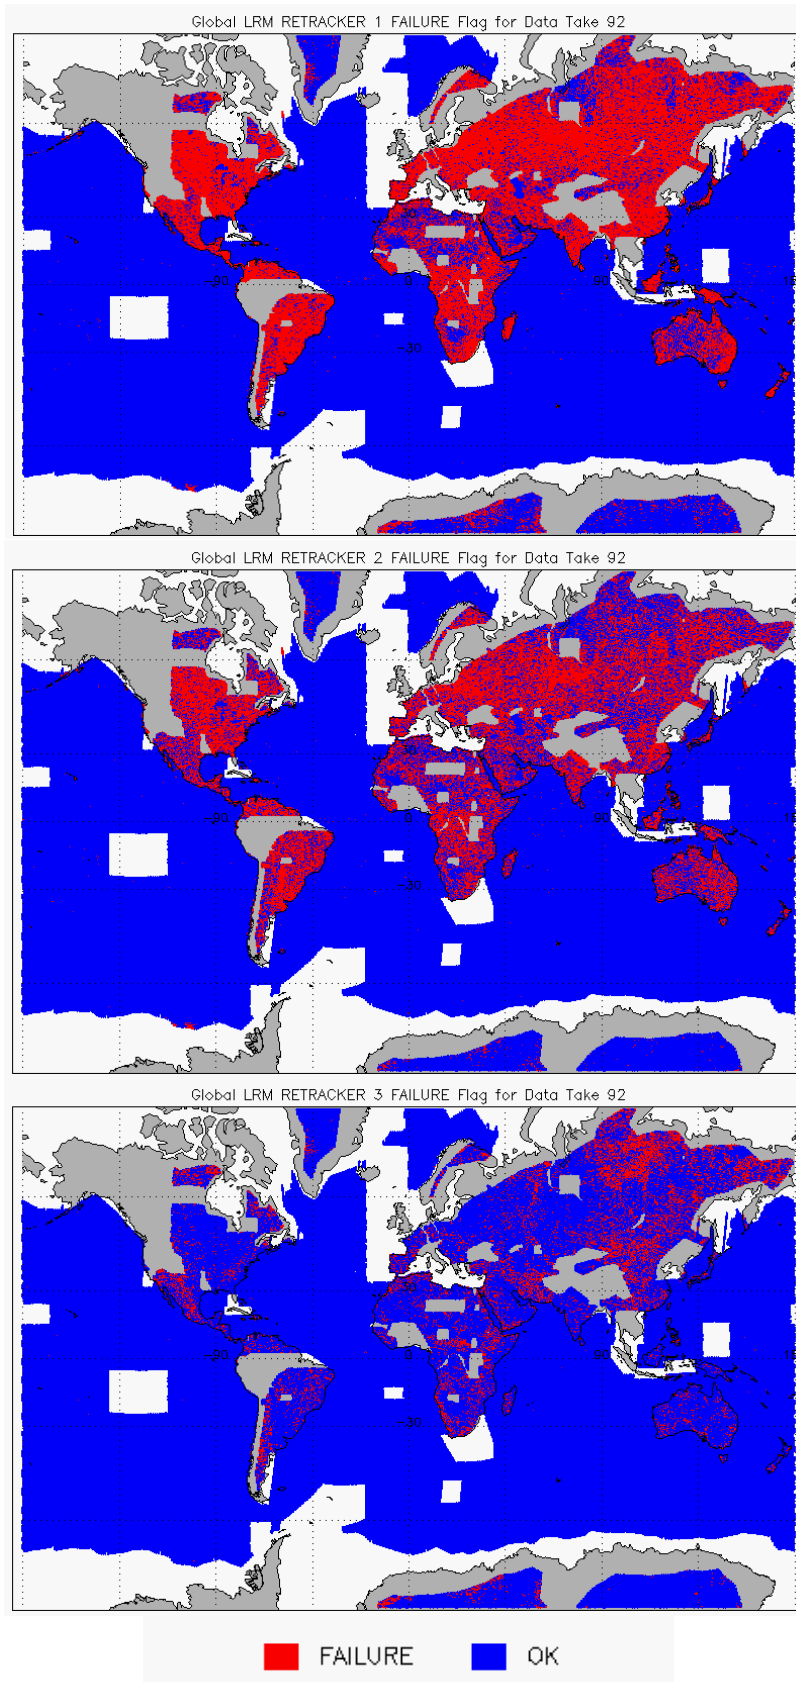 Global LRM RETRACKER 1 FAILURE Flag for Data Take 92
-90
0
90
-30
Global LRM RETRACKER 2 FAILURE Flag for Data Take 92
-90
0
90
-30
Global LRM RETRACKER 3 FAILURE Flag for Data Take 92
-90
0
90
-30
FAILURE
OK